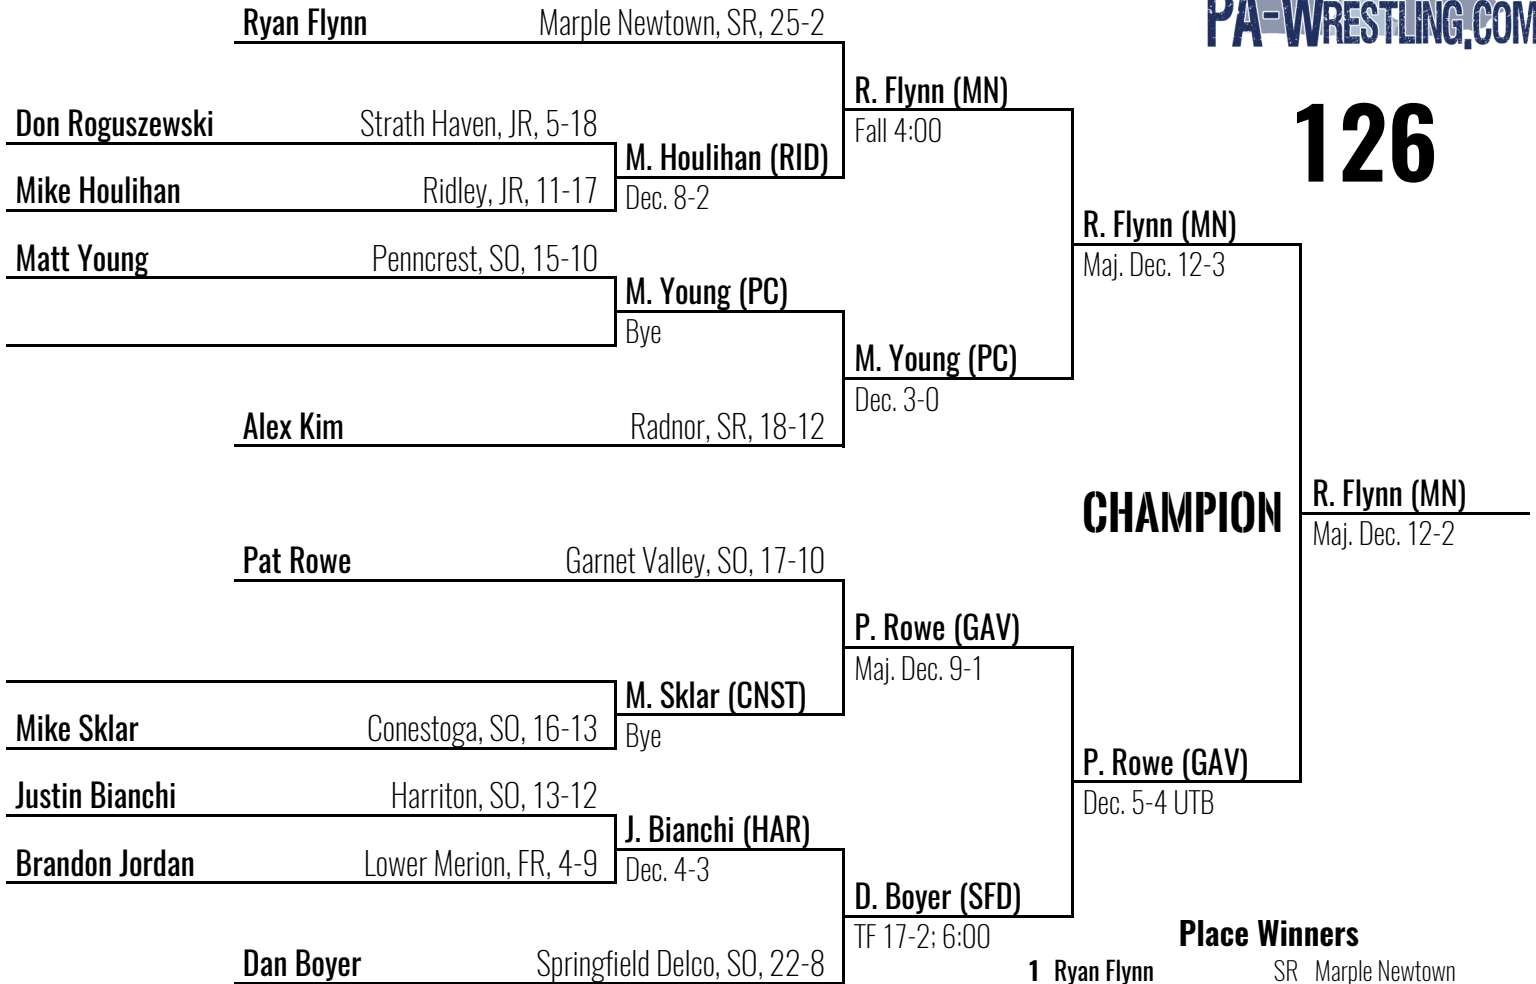 PA-WRESTLING.COM
Ryan Flynn Marple Newtown, SR, 25-2
R. Flynn (MN)
Fall 4:00
126
Don Roguszewski Strath Haven, JR, 5-18
M. Houlihan (RID)
Dec. 8-2
Mike Houlihan Ridley, JR, 11-17
R. Flynn (MN)
Maj. Dec. 12-3
Matt Young Penncrest, SO, 15-10
M. Young (PC)
Bye
M. Young (PC)
Dec. 3-0
Alex Kim Radnor, SR, 18-12
CHAMPION
R. Flynn (MN)
Maj. Dec. 12-2
Pat Rowe Garnet Valley, SO, 17-10
P. Rowe (GAV)
Maj. Dec. 9-1
M. Sklar (CNST)
Bye
Mike Sklar Conestoga, SO, 16-13
P. Rowe (GAV)
Dec. 5-4 UTB
Justin Bianchi Harriton, SO, 13-12
J. Bianchi (HAR)
Dec. 4-3
Brandon Jordan Lower Merion, FR, 4-9
D. Boyer (SFD)
TF 17-2; 6:00
Dan Boyer Springfield Delco, SO, 22-8
Place Winners
1 Ryan Flynn SR Marple Newtown